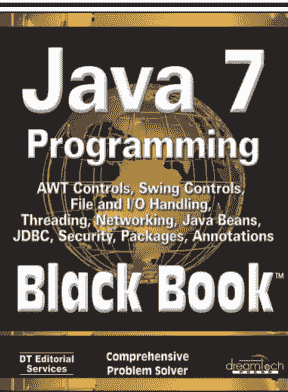 Java 7
Programming
AWT Controls, Swing Controls,
File and I/O Handling,
Threading, Networking, Java Beans,
JDBC, Security, Packages, Annotations
Black Book™
DT Editorial
Services
Comprehensive
Problem Solver
dreamtech
PRESS